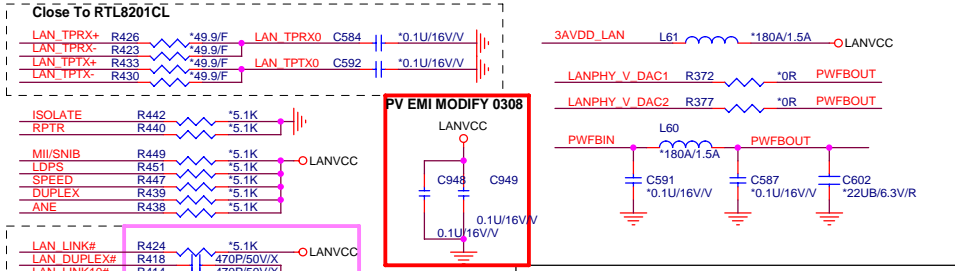 Close To RTL8201CL
LAN_TPRX+ R426 *49.9/F LAN_TPRX0 C584 *0.1U/16V/V
LAN_TPRX- R423 *49.9/F
LAN_TPTX+ R433 *49.9/F LAN_TPTX0 C592 *0.1U/16V/V
LAN_TPTX- R430 *49.9/F
ISOLATE R442 *5.1K
RPTR R440 *5.1K
MII/SNIB R449 *5.1K
LDPS R451 *5.1K LANVCC
SPEED R447 *5.1K
DUPLEX R439 *5.1K
ANE R438 *5.1K
LAN_LINK# R424 *5.1K LANVCC
LAN_DUPLEX# R418 470P/50V/X
LAN_LINK10# R414 470P/50V/X
PV EMI MODIFY 0308
LANVCC
C948 C949
0.1U/16V/V
0.1U/16V/V
3AVDD_LAN L61 *180A/1.5A LANVCC
LANPHY_V_DAC1 R372 *0R PWFBOUT
LANPHY_V_DAC2 R377 *0R PWFBOUT
L60
PWFBIN PWFBOUT
*180A/1.5A
C591 C587 C602
*0.1U/16V/V *0.1U/16V/V *22UB/6.3V/R